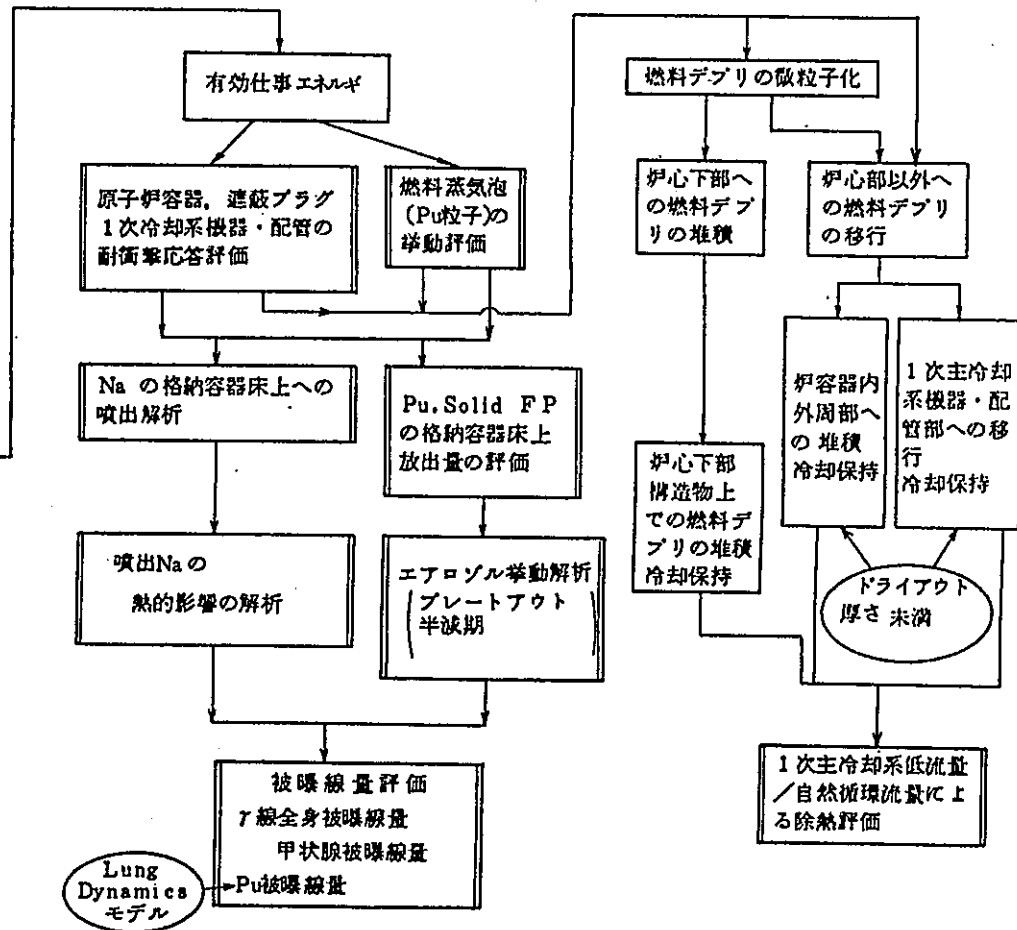 有効仕事エネルギ
原子炉容器，遮蔽プラグ
1次冷却系機器・配管の
耐衝撃応答評価
燃料蒸気泡
(Pu粒子)の
挙動評価
Na の格納容器床上への
噴出解析
Pu.Solid FP
の格納容器床上
放出量の評価
噴出Naの
熱的影響の解析
エアロゾル挙動解析
プレートアウト
半減期
被曝線量評価
γ線全身被曝線量
甲状腺被曝線量
Pu被曝線量
Lung
Dynamics
モデル
燃料デブリの微粒子化
炉心下部へ
の燃料デブ
リの堆積
炉心部以外へ
の燃料デブリ
の移行
炉心下部
構造物上
での燃料デ
ブリの堆積
冷却保持
炉容器内
外周部へ
の堆積
冷却保持
1次主冷却
系機器・配
管部への移
行
冷却保持
ドライアウト
厚さ 未満
1次主冷却系低流量
／自然循環流量によ
る除熱評価